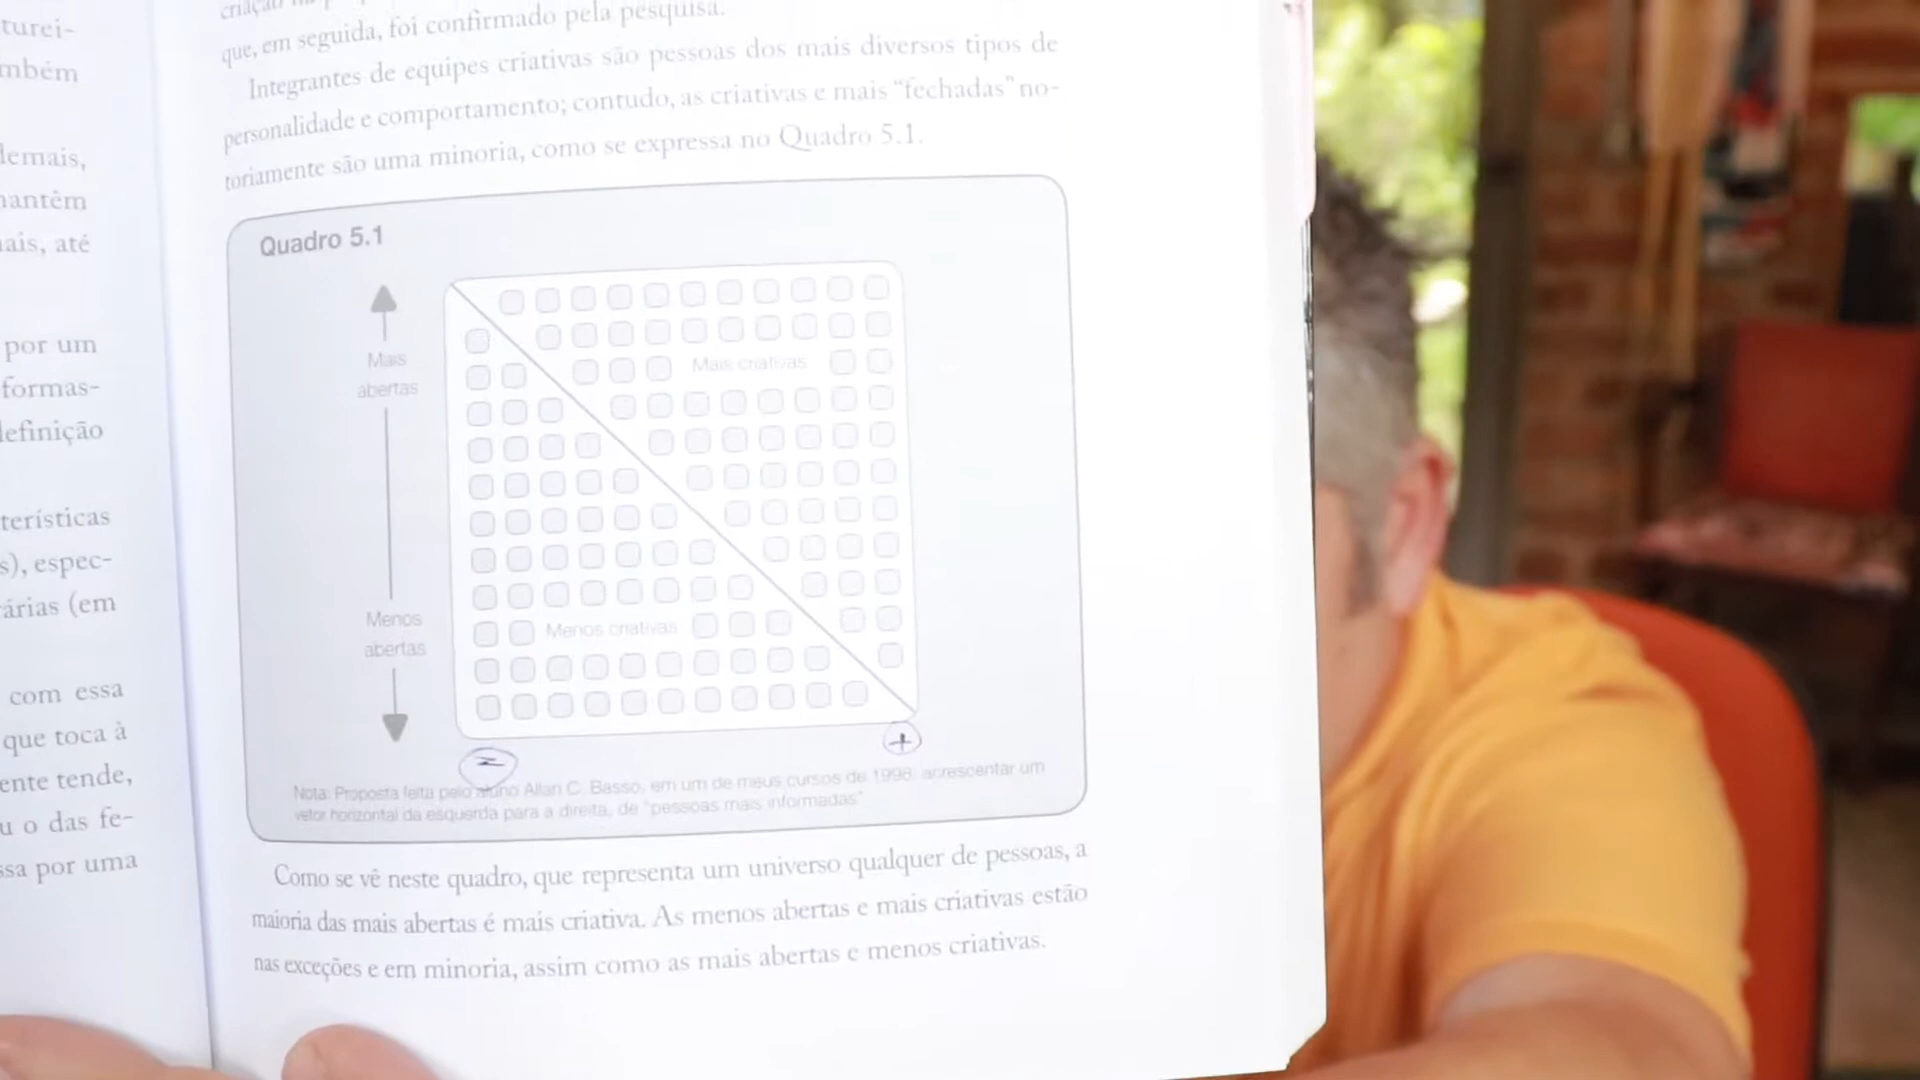 turei-
mbém
demais,
mantêm
mais, até
por um
formas-
definição
terísticas
s), espec-
rárias (em
com essa
que toca à
ente tende,
u o das fe-
ssa por uma
que, em seguida, foi confirmado pela pesquisa.
Integrantes de equipes criativas são pessoas dos mais diversos tipos de
personalidade e comportamento; contudo, as criativas e mais “fechadas” no-
toriamente são uma minoria, como se expressa no Quadro 5.1.
Quadro 5.1
Mais
abertas
Mais criativas
Menos
abertas
Menos criativas
- +
Nota: Proposta feita pelo aluno Allan C. Basso, em um de meus cursos de 1998: acrescentar um
vetor horizontal da esquerda para a direita, de “pessoas mais informadas”
Como se vê neste quadro, que representa um universo qualquer de pessoas, a
maioria das mais abertas é mais criativa. As menos abertas e mais criativas estão
nas exceções e em minoria, assim como as mais abertas e menos criativas.